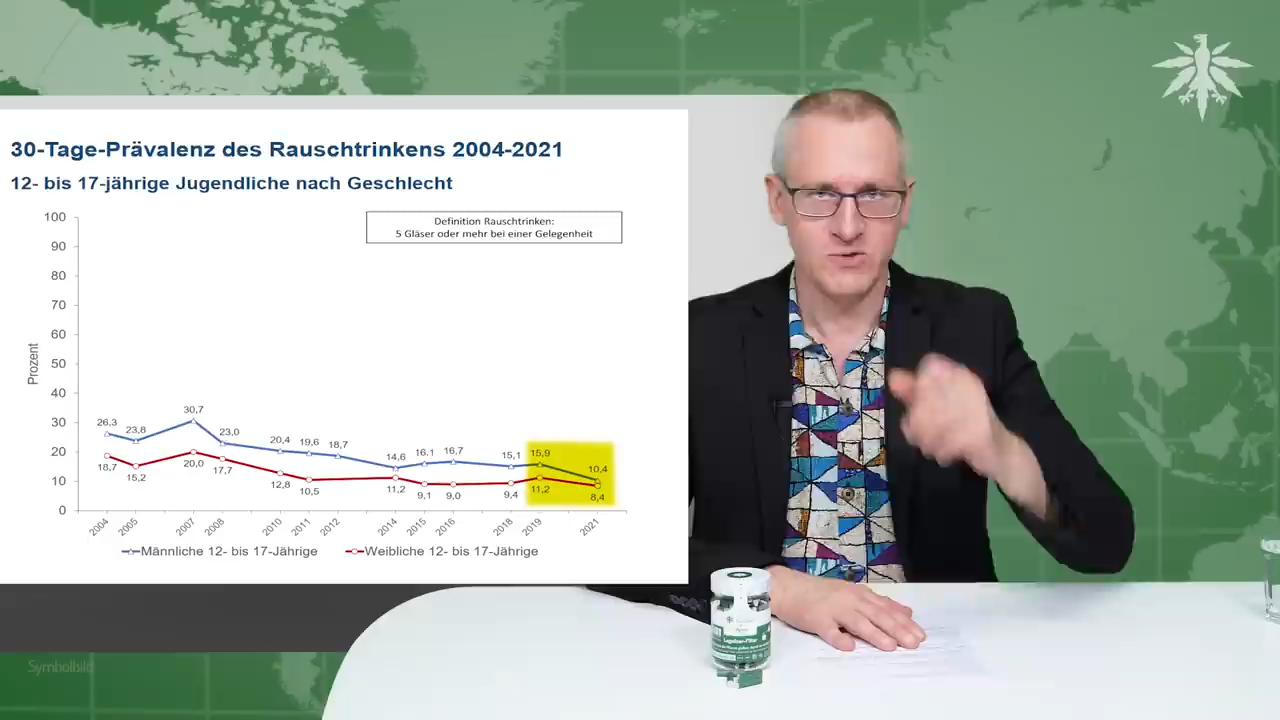 30-Tage-Prävalenz des Rauschtrinkens 2004-2021
12- bis 17-jährige Jugendliche nach Geschlecht
Definition Rauschtrinken:
5 Gläser oder mehr bei einer Gelegenheit
Prozent
100
90
80
70
60
50
40
30
20
10
0
26,3 23,8 30,7 23,0 20,4 19,6 18,7 14,6 16,1 16,7 15,1 15,9 10,4
18,7 15,2 20,0 17,7 12,8 10,5 11,2 9,1 9,0 9,4 11,2 8,4
2004 2005 2007 2008 2010 2011 2012 2014 2015 2016 2018 2019 2021
Männliche 12- bis 17-Jährige Weibliche 12- bis 17-Jährige
Symbolbild